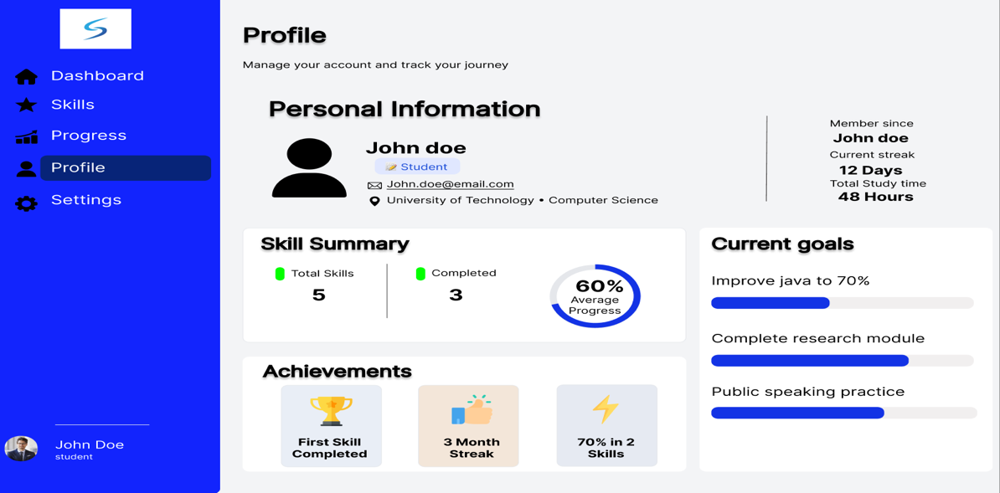 Dashboard
Skills
Progress
Profile
Settings
John Doe
student
Profile
Manage your account and track your journey
Personal Information
John doe
Student
John.doe@email.com
University of Technology • Computer Science
Member since
John doe
Current streak
12 Days
Total Study time
48 Hours
Skill Summary
Total Skills
5
Completed
3
60%
Average
Progress
Current goals
Improve java to 70%
Complete research module
Public speaking practice
Achievements
First Skill
Completed
3 Month
Streak
70% in 2
Skills